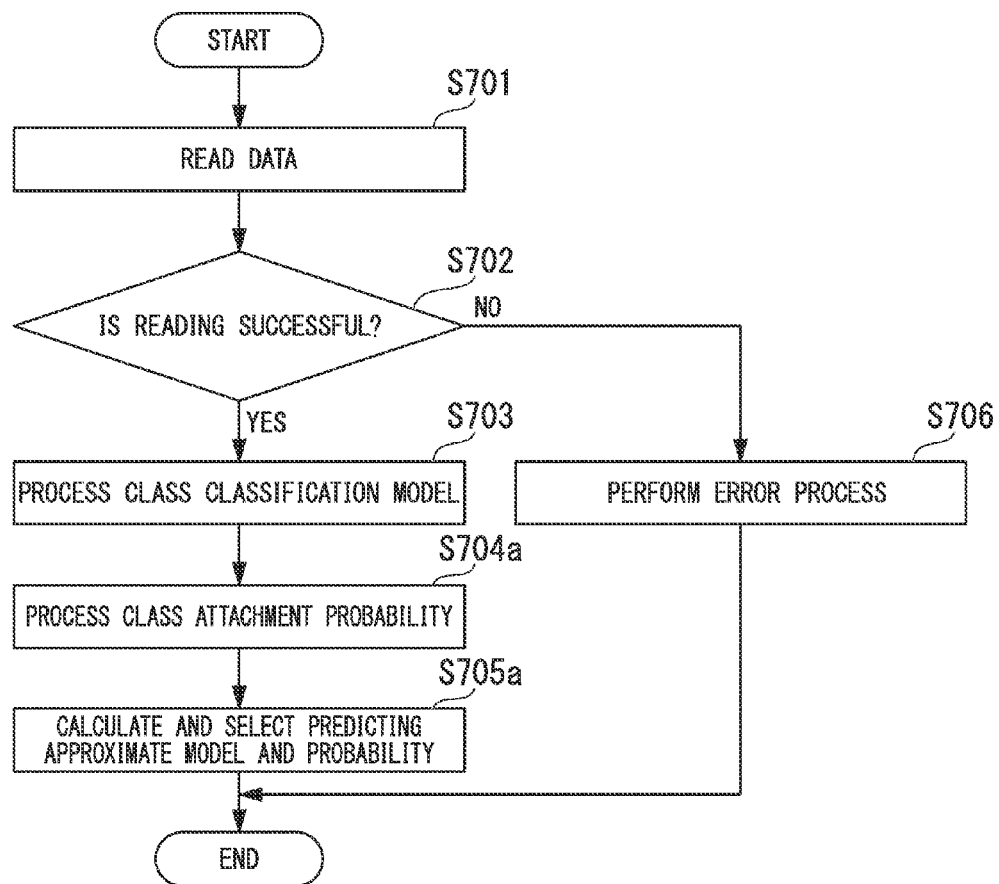 START
S701
READ DATA
S702
IS READING SUCCESSFUL?
NO
YES
S703
PROCESS CLASS CLASSIFICATION MODEL
S706
PERFORM ERROR PROCESS
S704a
PROCESS CLASS ATTACHMENT PROBABILITY
S705a
CALCULATE AND SELECT PREDICTING
APPROXIMATE MODEL AND PROBABILITY
END